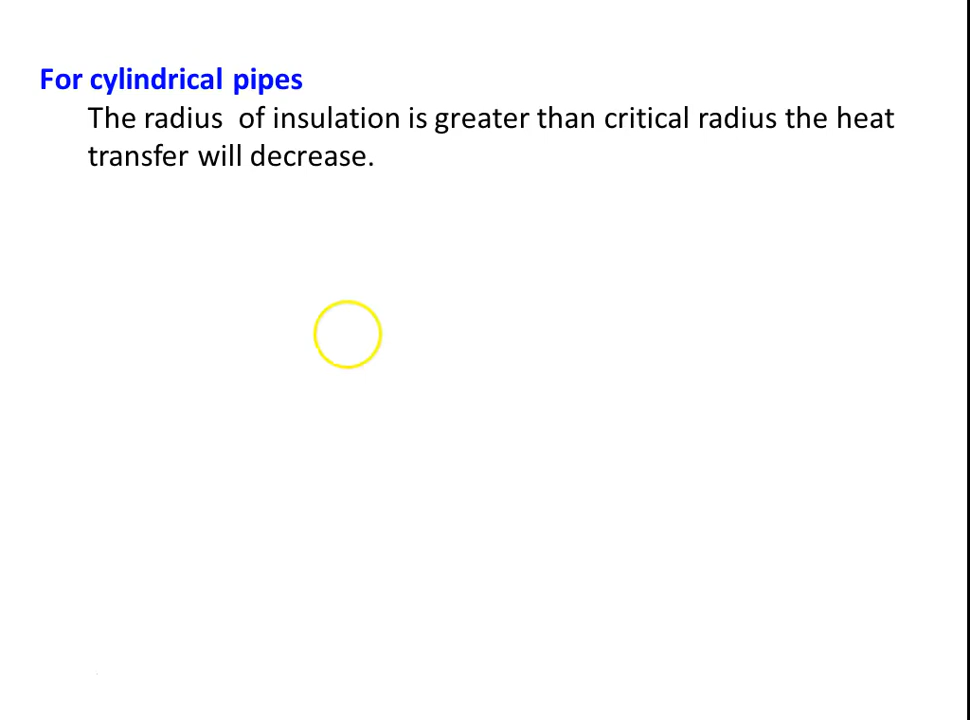 For cylindrical pipes
The radius of insulation is greater than critical radius the heat
transfer will decrease.